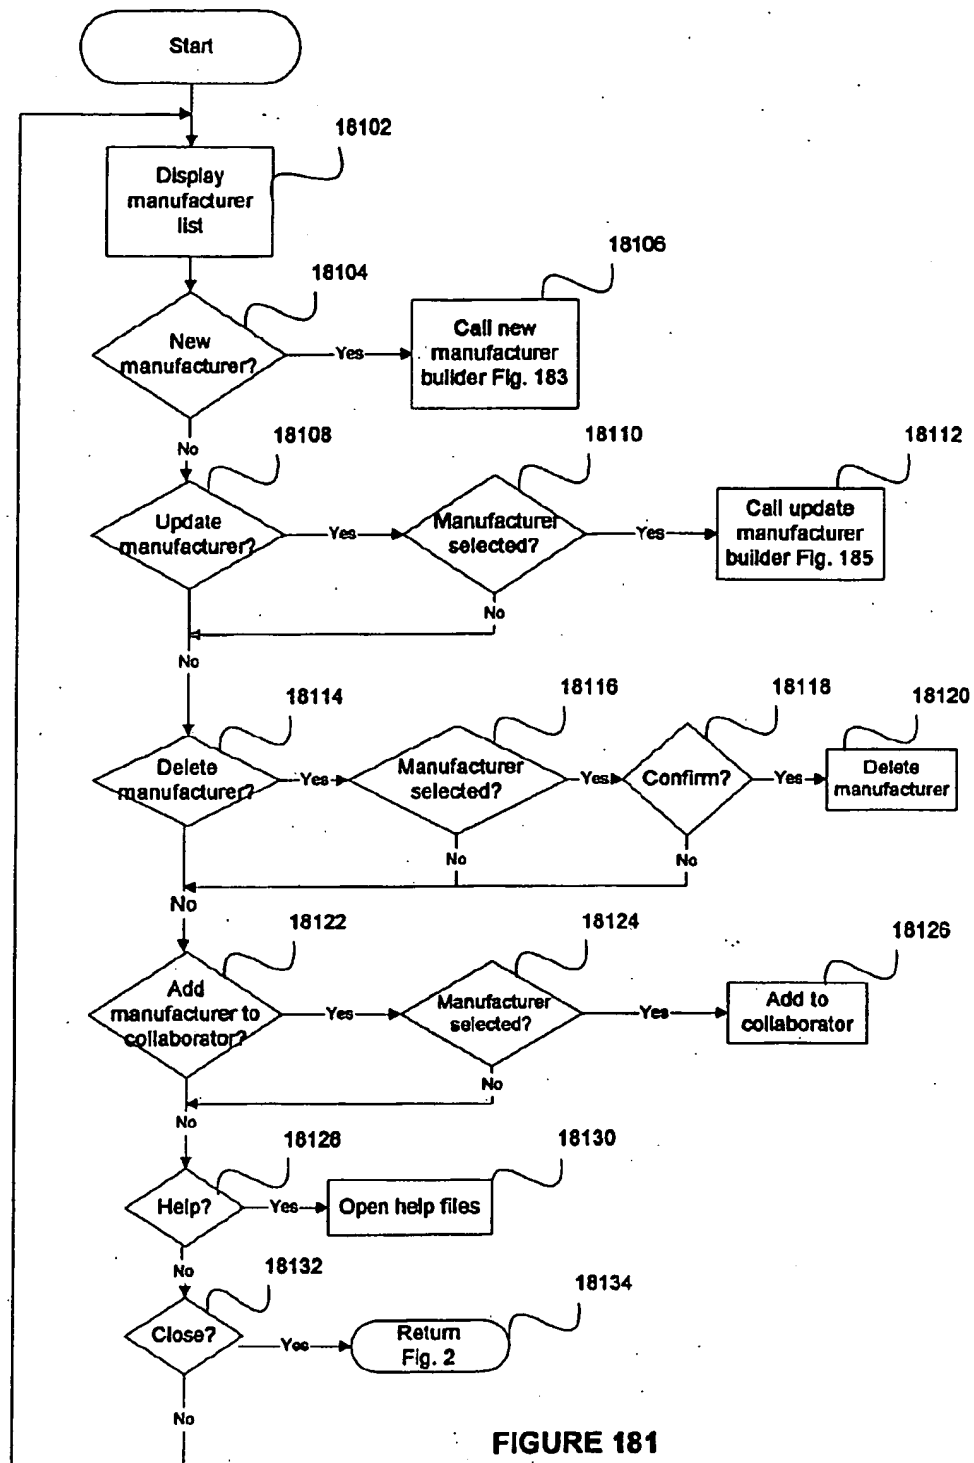 Start
18102
Display
manufacturer
list
18104
18106
New
manufacturer?
Yes
Call new
manufacturer
builder Fig. 183
No
18108
18110
18112
Update
manufacturer?
Yes
Manufacturer
selected?
Yes
Call update
manufacturer
builder Fig. 185
No
No
18114
18116
18118
18120
Delete
manufacturer?
Yes
Manufacturer
selected?
Yes
Confirm?
Yes
Delete
manufacturer
No
No
No
18122
18124
18126
Add
manufacturer to
collaborator?
Yes
Manufacturer
selected?
Yes
Add to
collaborator
No
No
18128
18130
Help?
Yes
Open help files
No
18132
18134
Close?
Yes
Return
Fig. 2
No
FIGURE 181